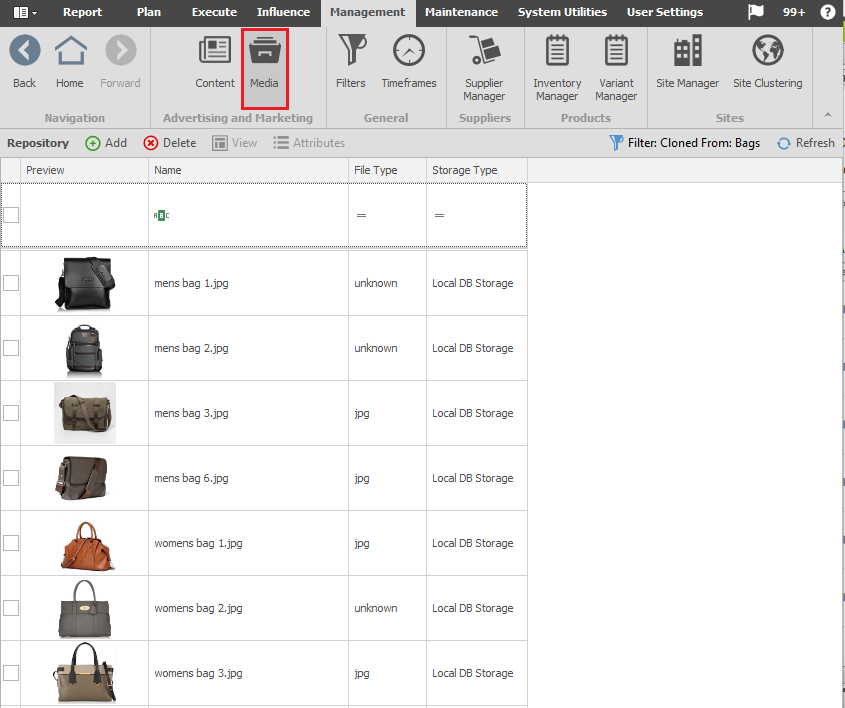 Report Plan Execute Influence Management Maintenance System Utilities User Settings 99+ ?
Back Home Forward Content Media Filters Timeframes Supplier Manager Inventory Manager Variant Manager Site Manager Site Clustering
Navigation Advertising and Marketing General Suppliers Products Sites
Repository Add Delete View Attributes Filter: Cloned From: Bags Refresh
Preview Name File Type Storage Type
ABC = =
mens bag 1.jpg unknown Local DB Storage
mens bag 2.jpg unknown Local DB Storage
mens bag 3.jpg jpg Local DB Storage
mens bag 6.jpg jpg Local DB Storage
womens bag 1.jpg jpg Local DB Storage
womens bag 2.jpg unknown Local DB Storage
womens bag 3.jpg jpg Local DB Storage